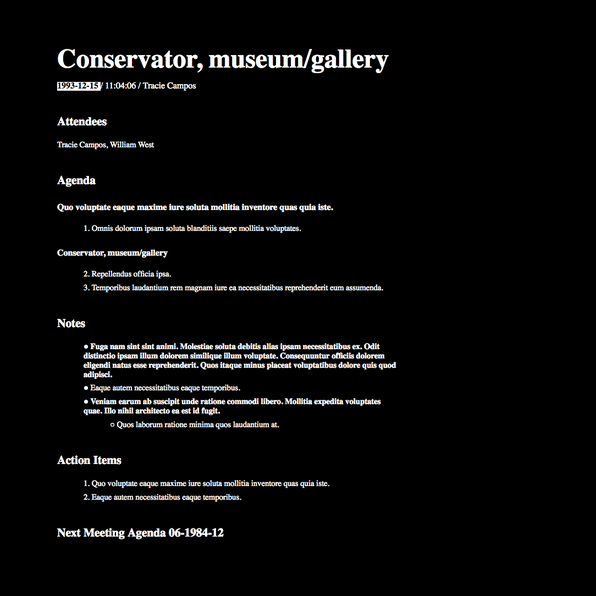 Conservator, museum/gallery
1993-12-15 / 11:04:06 / Tracie Campos
Attendees
Tracie Campos, William West
Agenda
Quo voluptate eaque maxime iure soluta mollitia inventore quas quia iste.
1. Omnis dolorum ipsam soluta blanditiis saepe mollitia voluptates.
Conservator, museum/gallery
2. Repellendus officia ipsa.
3. Temporibus laudantium rem magnam iure ea necessitatibus reprehenderit eum assumenda.
Notes
● Fuga nam sint sint animi. Molestiae soluta debitis alias ipsam necessitatibus ex. Odit
distinctio ipsam illum dolorem similique illum voluptate. Consequuntur officiis dolorem
eligendi natus esse reprehenderit. Quos itaque minus placeat voluptatibus dolore quis quod
adipisci.
● Eaque autem necessitatibus eaque temporibus.
● Veniam earum ab suscipit unde ratione commodi libero. Mollitia expedita voluptates
quae. Illo nihil architecto ea est id fugit.
○ Quos laborum ratione minima quos laudantium at.
Action Items
1. Quo voluptate eaque maxime iure soluta mollitia inventore quas quia iste.
2. Eaque autem necessitatibus eaque temporibus.
Next Meeting Agenda 06-1984-12